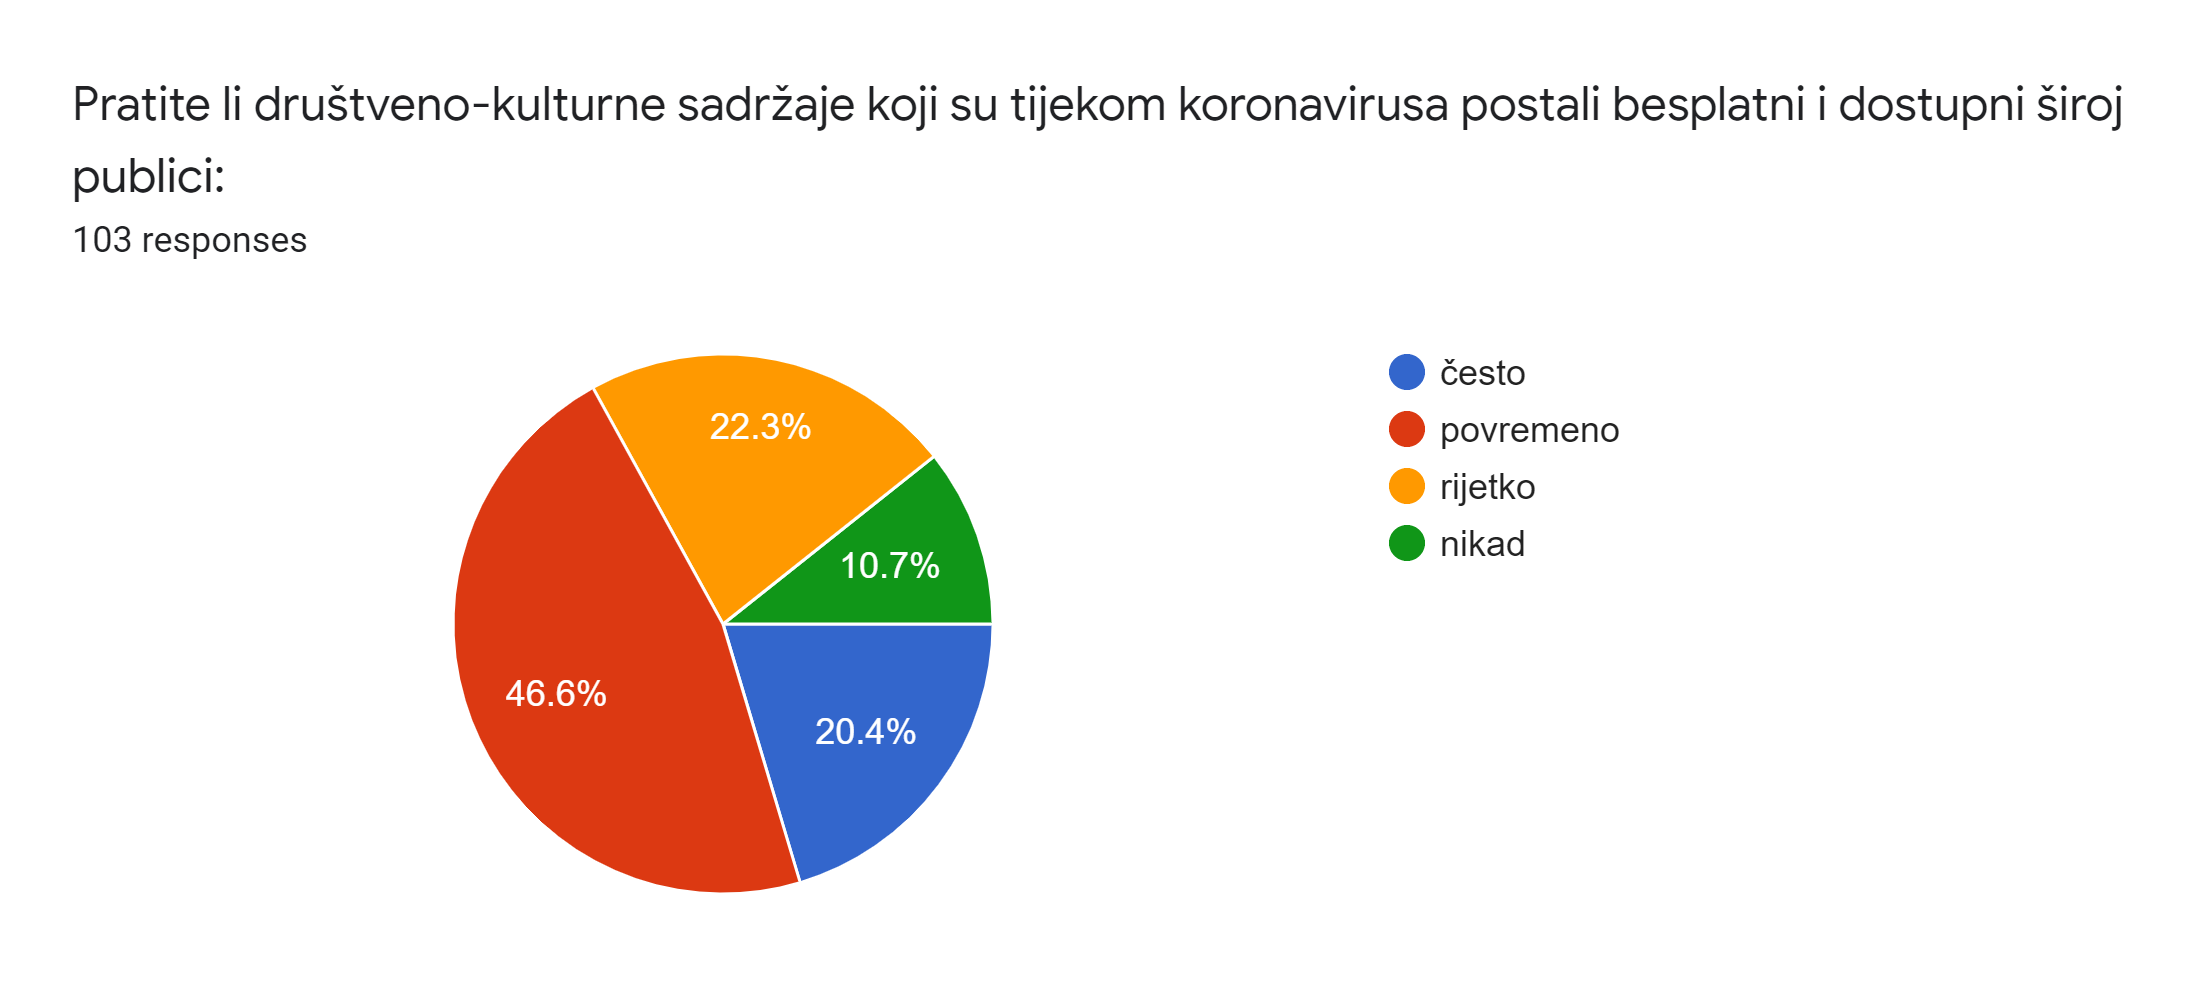 Pratite li društveno-kulturne sadržaje koji su tijekom koronavirusa postali besplatni i dostupni široj
publici:
103 responses
22.3%
10.7%
46.6%
20.4%
često
povremeno
rijetko
nikad